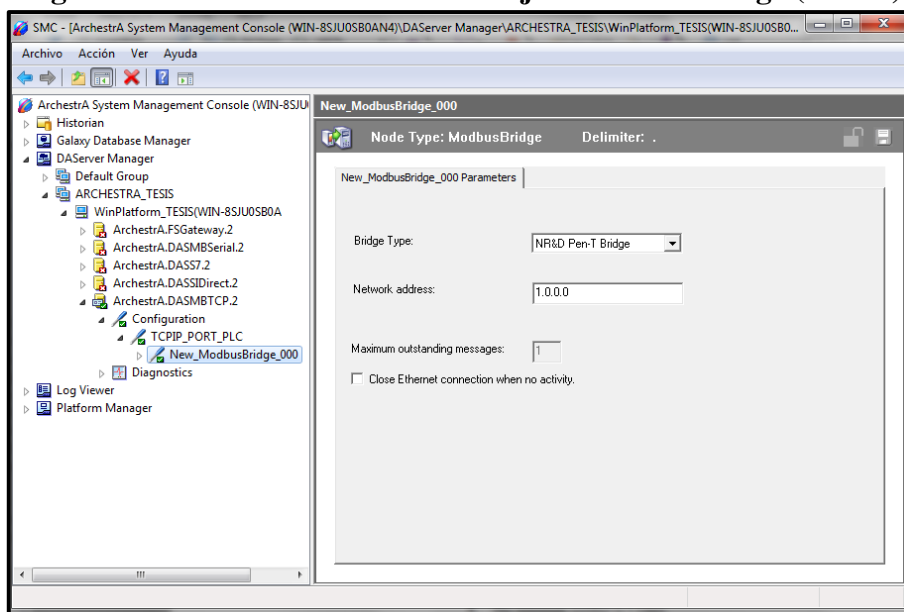 SMC - [ArchestrA System Management Console (WIN-8SJU0SB0AN4)\DAServer Manager\ARCHESTRA_TESIS\WinPlatform_TESIS(WIN-8SJU0SB0...
Archivo Acción Ver Ayuda
ArchestrA System Management Console (WIN-8SJU
Historian
Galaxy Database Manager
DAServer Manager
Default Group
ARCHESTRA_TESIS
WinPlatform_TESIS(WIN-8SJU0SB0A
ArchestrA.FSGateway.2
ArchestrA.DASMBSerial.2
ArchestrA.DASS7.2
ArchestrA.DASSIDirect.2
ArchestrA.DASMBTCP.2
Configuration
TCPIP_PORT_PLC
New_ModbusBridge_000
Diagnostics
Log Viewer
Platform Manager
New_ModbusBridge_000
Node Type: ModbusBridge Delimiter: .
New_ModbusBridge_000 Parameters
Bridge Type: NR&D Pen-T Bridge
Network address: 1.0.0.0
Maximum outstanding messages: 1
Close Ethernet connection when no activity.